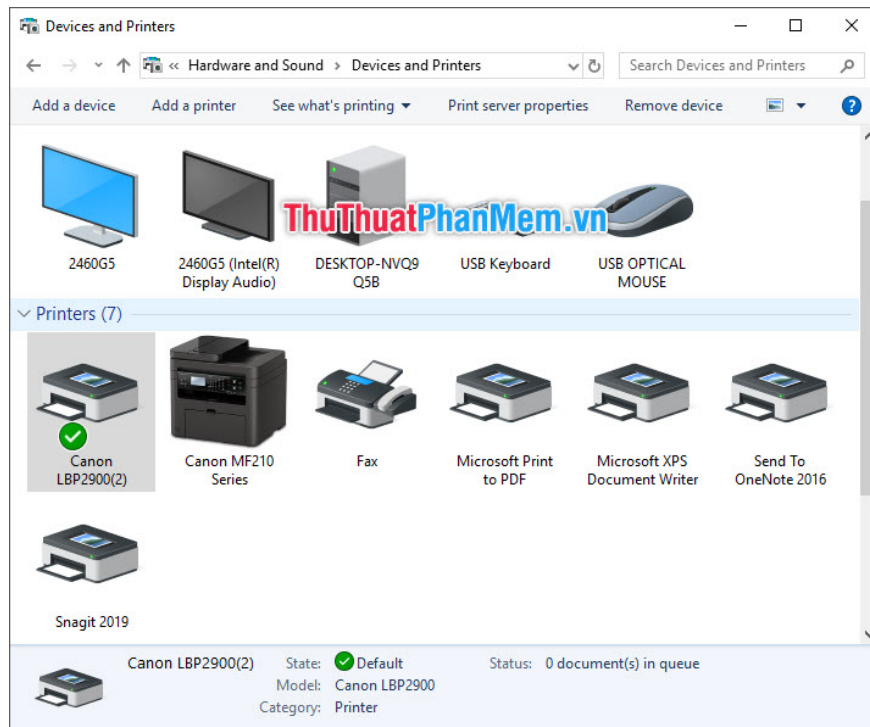 Devices and Printers
« Hardware and Sound › Devices and Printers
Search Devices and Printers
Add a device Add a printer See what's printing Print server properties Remove device ?
ThuThuatPhanMem.vn
2460G5
2460G5 (Intel(R)
Display Audio)
DESKTOP-NVQ9
Q5B
USB Keyboard
USB OPTICAL
MOUSE
Printers (7)
Canon
LBP2900(2)
Canon MF210
Series
Fax
Microsoft Print
to PDF
Microsoft XPS
Document Writer
Send To
OneNote 2016
Snagit 2019
Canon LBP2900(2) State: Default Status: 0 document(s) in queue
Model: Canon LBP2900
Category: Printer